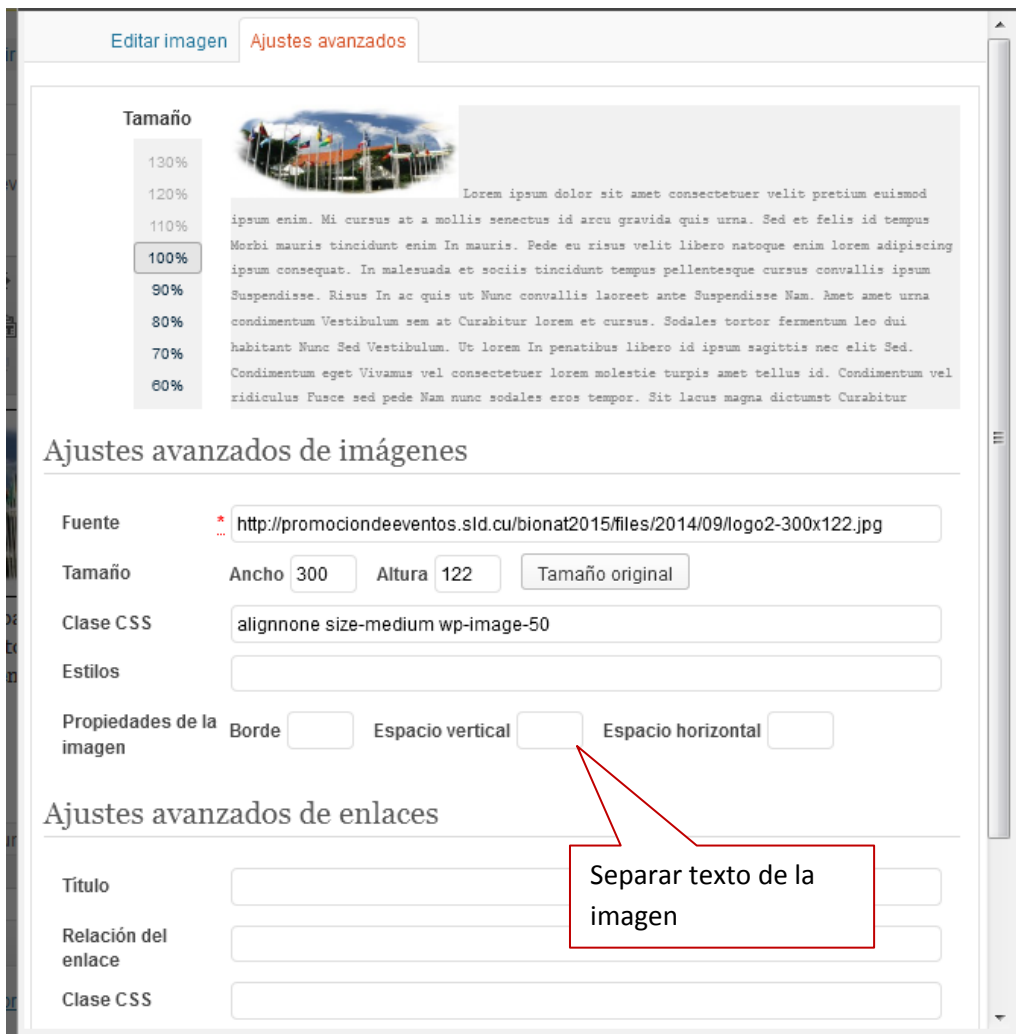 Editar imagen Ajustes avanzados
Tamaño
130%
120%
110%
100%
90%
80%
70%
60%
Lorem ipsum dolor sit amet consectetuer velit pretium euismod
ipsum enim. Mi cursus at a mollis senectus id arcu gravida quis urna. Sed et felis id tempus
Morbi mauris tincidunt enim In mauris. Pede eu risus velit libero natoque enim lorem adipiscing
ipsum consequat. In malesuada et sociis tincidunt tempus pellentesque cursus convallis ipsum
Suspendisse. Risus In ac quis ut Nunc convallis laoreet ante Suspendisse Nam. Amet amet urna
condimentum Vestibulum sem at Curabitur lorem et cursus. Sodales tortor fermentum leo dui
habitant Nunc Sed Vestibulum. Ut lorem In penatibus libero id ipsum sagittis nec elit Sed.
Condimentum eget Vivamus vel consectetuer lorem molestie turpis amet tellus id. Condimentum vel
ridiculus Fusce sed pede Nam nunc sodales eros tempor. Sit lacus magna dictumst Curabitur
Ajustes avanzados de imágenes
Fuente * http://promociondeeventos.sld.cu/bionat2015/files/2014/09/logo2-300x122.jpg
Tamaño Ancho 300 Altura 122 Tamaño original
Clase CSS alignnone size-medium wp-image-50
Estilos
Propiedades de la
imagen
Borde Espacio vertical Espacio horizontal
Ajustes avanzados de enlaces
Separar texto de la
imagen
Título
Relación del
enlace
Clase CSS